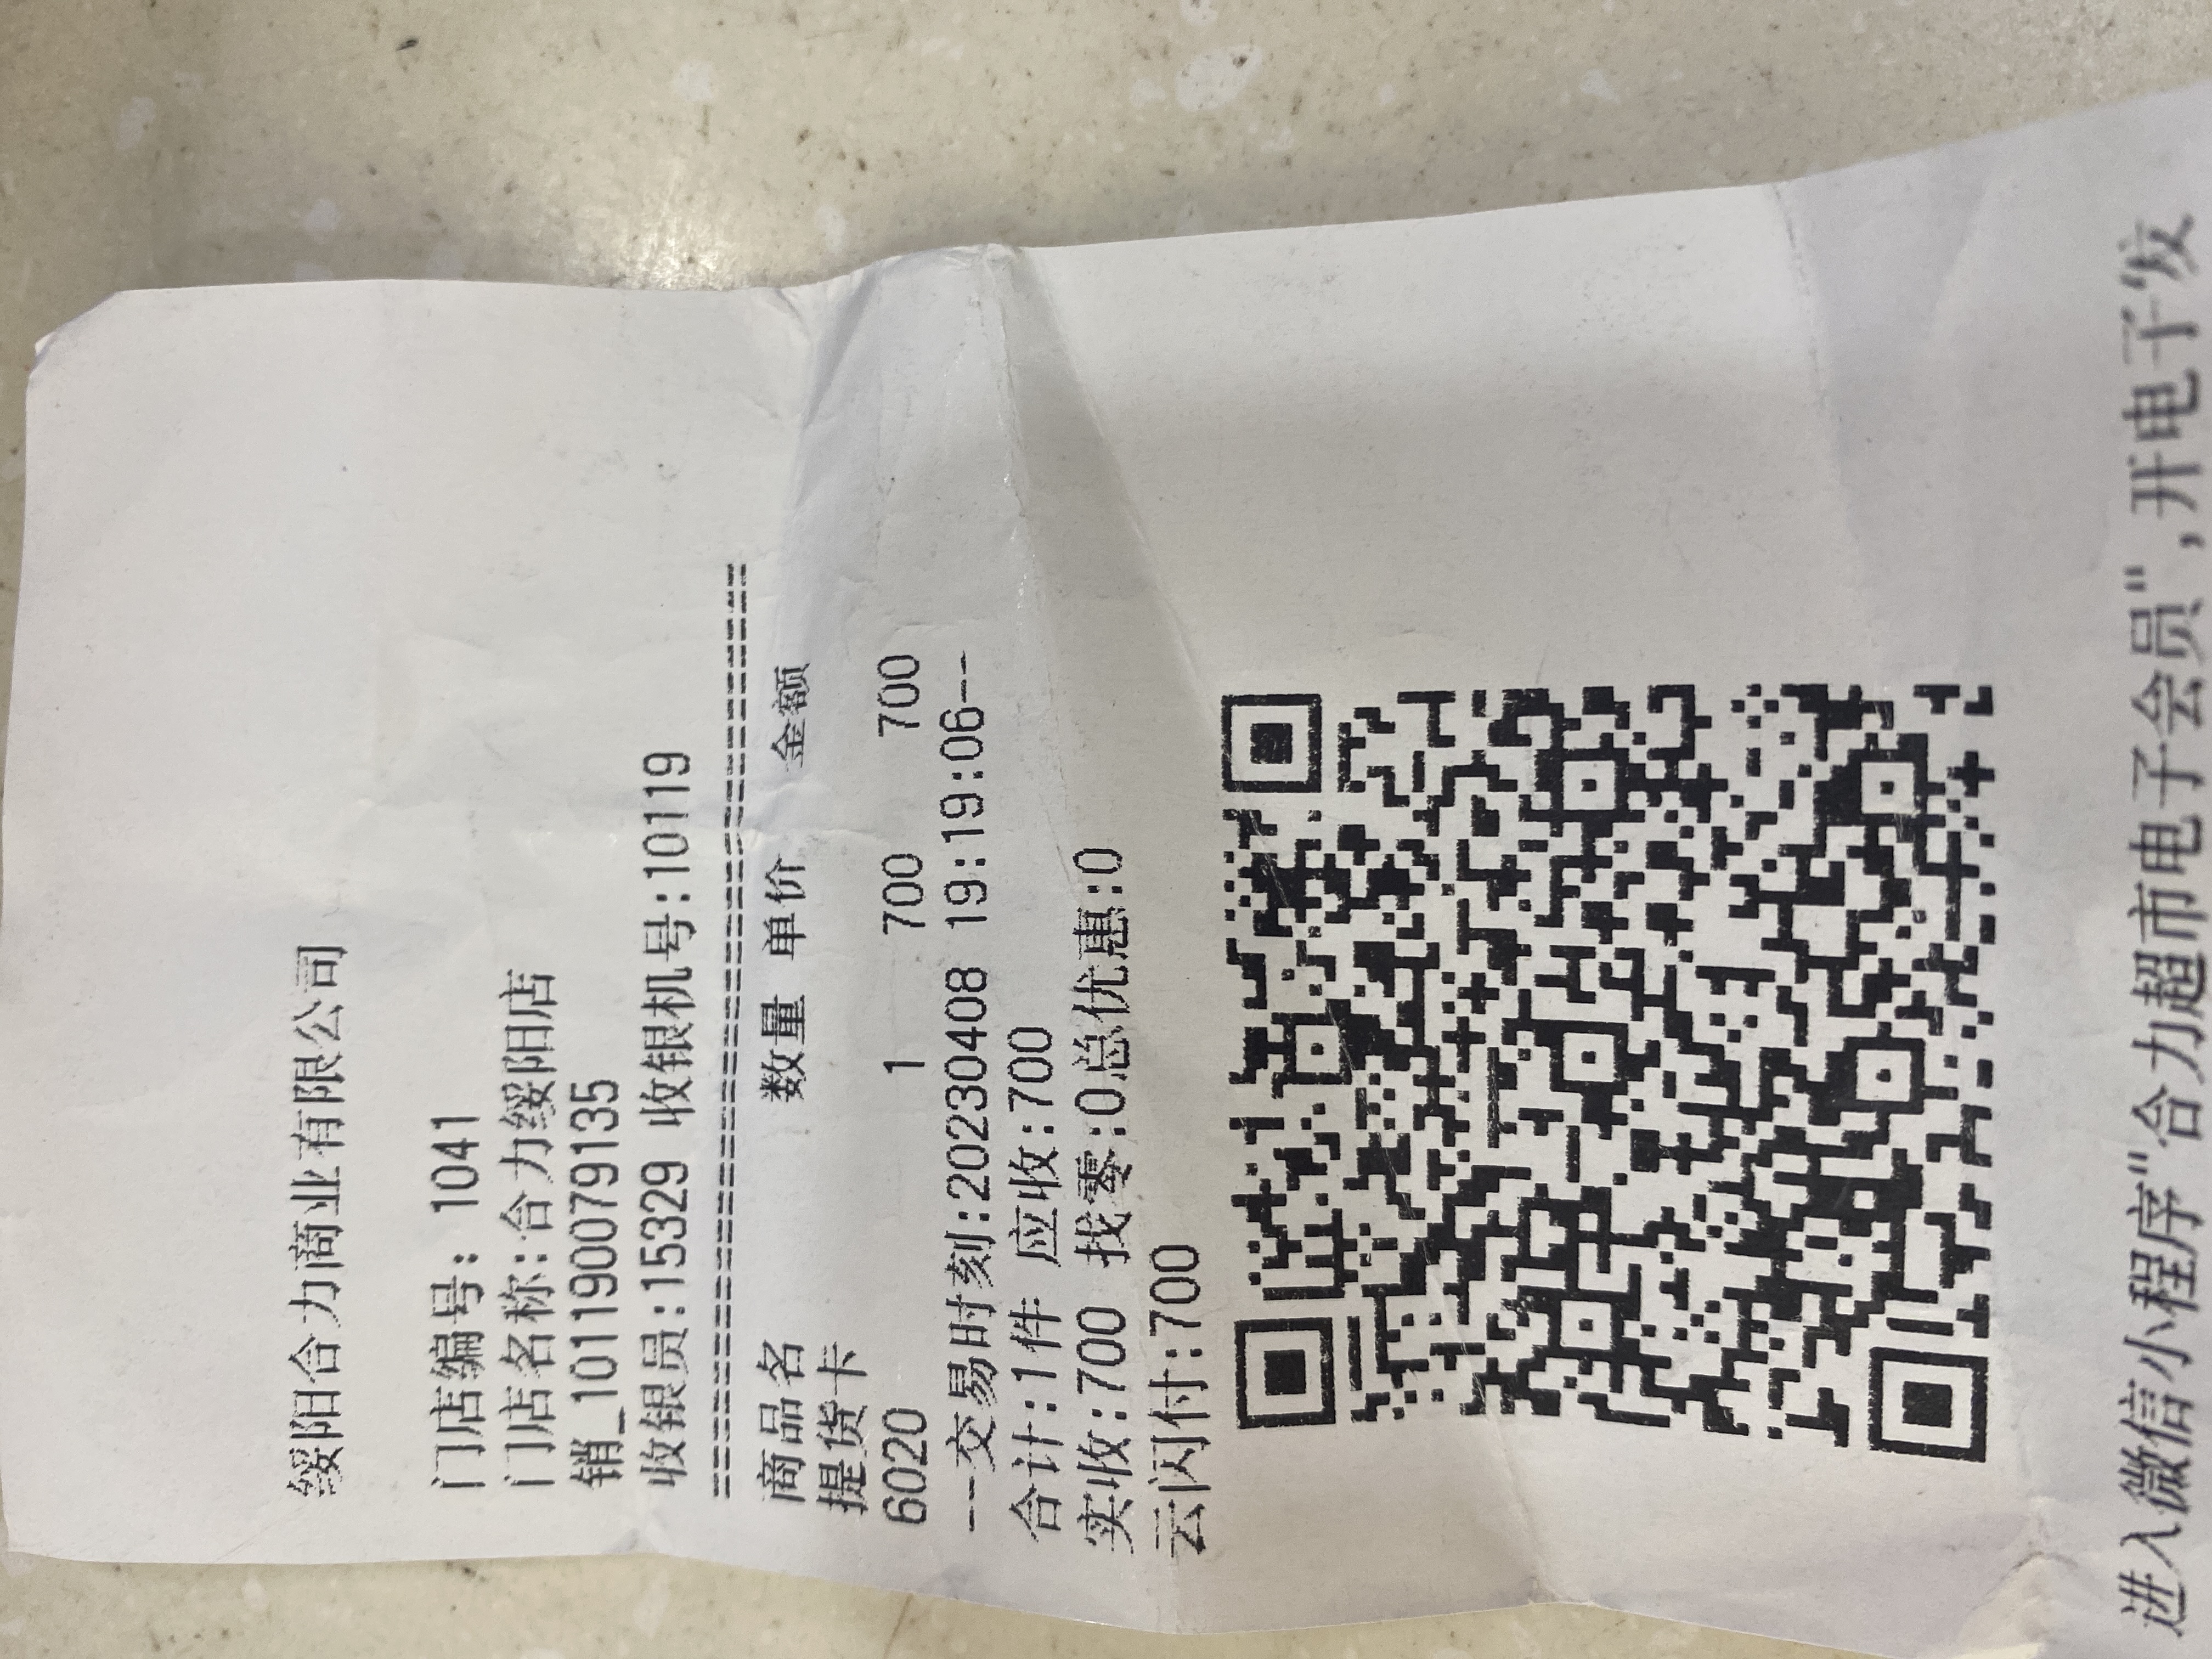 绥阳合力商业有限公司
门店编号: 1041
门店名称:合力绥阳店
销_101190079135
收银员:15329 收银机号:10119
================================================
商品名 数量 单价 金额
提货卡
6020 1 700 700
--交易时刻:20230408 19:19:06--
合计:1件 应收:700
实收:700 找零:0总优惠:0
云闪付:700
进入微信小程序"合力超市电子会员",开电子发